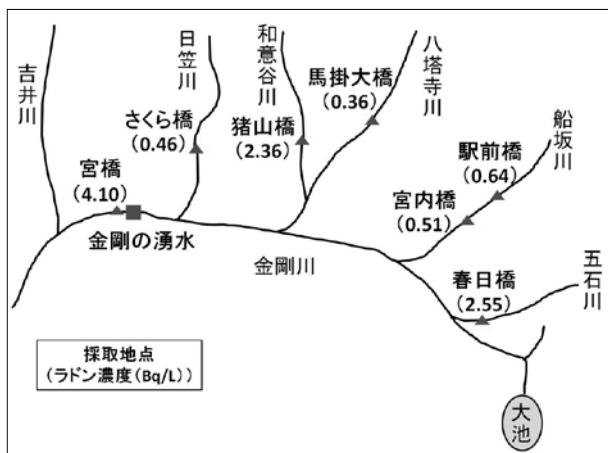 吉井川
日笠川
和意谷川
八塔寺川
船坂川
五石川
馬掛大橋
(0.36)
さくら橋
(0.46)
猪山橋
(2.36)
駅前橋
(0.64)
宮橋
(4.10)
宮内橋
(0.51)
金剛の湧水
金剛川
春日橋
(2.55)
採取地点
(ラドン濃度(Bq/L))
大池